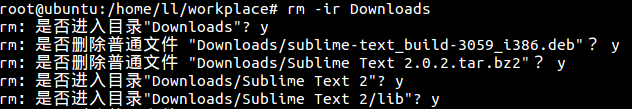 root@ubuntu:/home/ll/workplace# rm -ir Downloads
rm: 是否进入目录"Downloads"? y
rm: 是否删除普通文件 "Downloads/sublime-text_build-3059_i386.deb"？ y
rm: 是否删除普通文件 "Downloads/Sublime Text 2.0.2.tar.bz2"？ y
rm: 是否进入目录"Downloads/Sublime Text 2"? y
rm: 是否进入目录"Downloads/Sublime Text 2/lib"? y